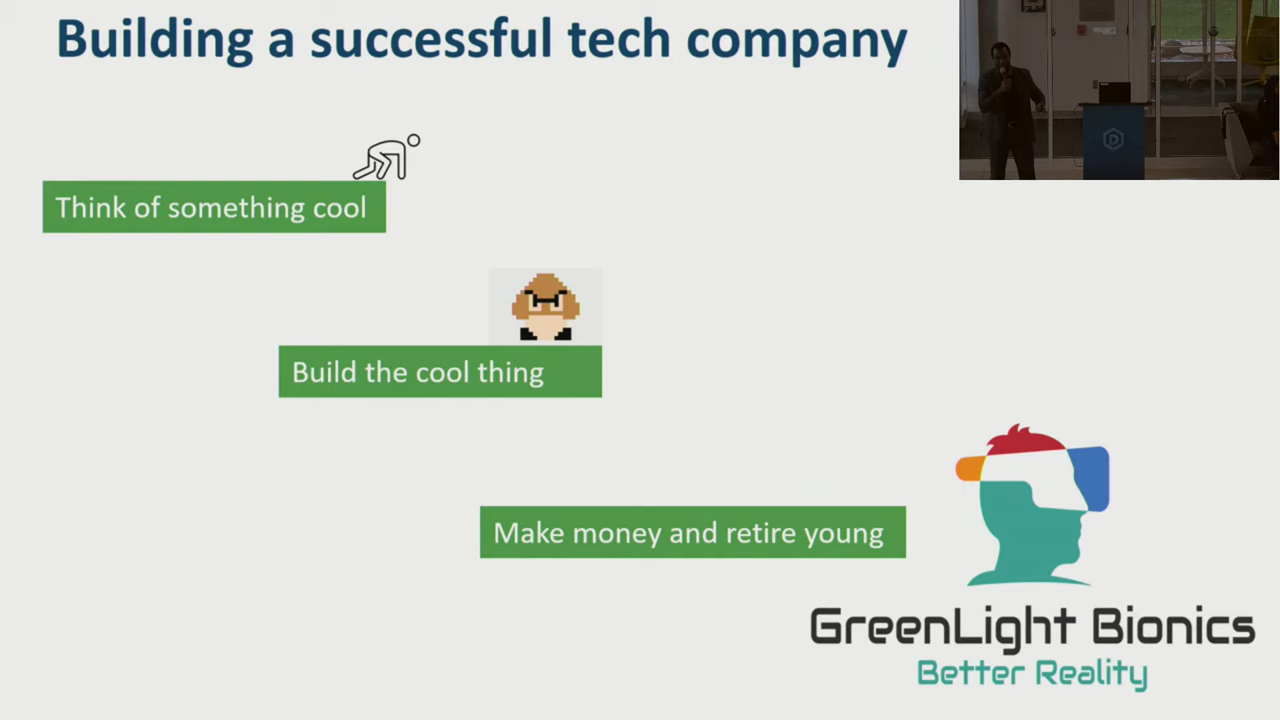 Building a successful tech company
Think of something cool
Build the cool thing
Make money and retire young
GreenLight Bionics
Better Reality
D